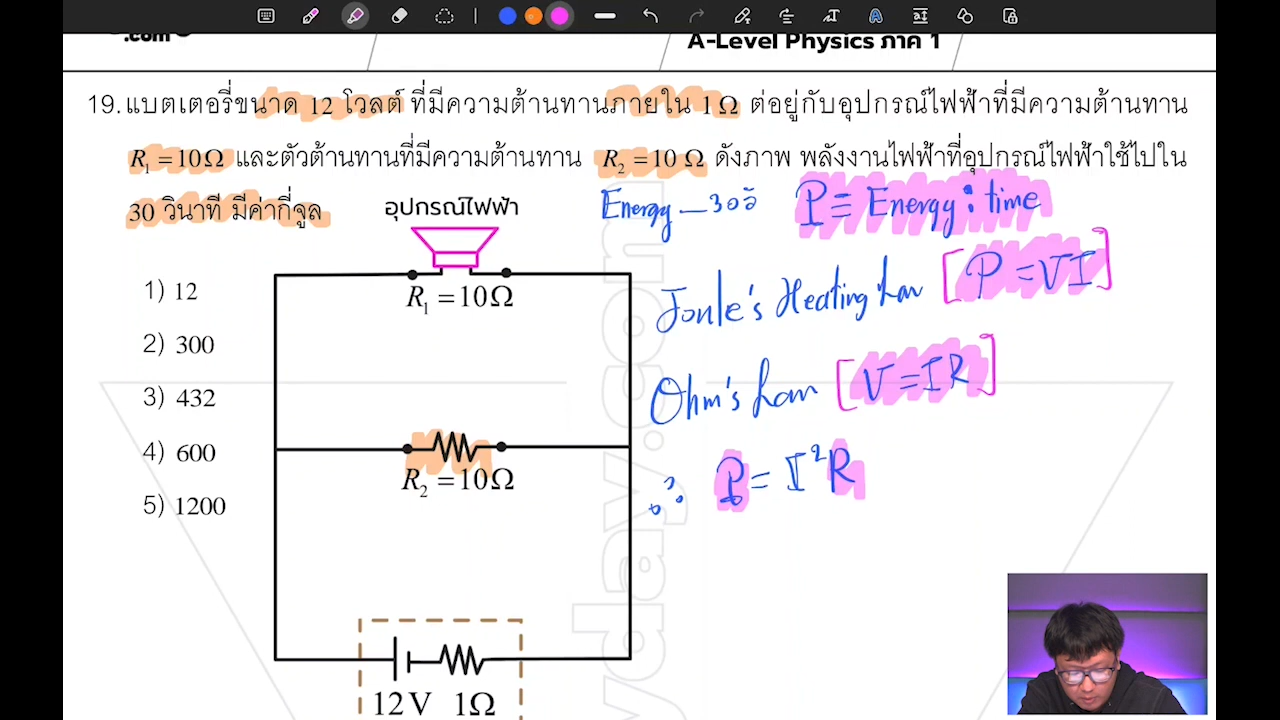 .com
A-Level Physics ภาค 1
19. แบตเตอรี่ขนาด 12 โวลต์ ที่มีความต้านทานภายใน 1 Ω ต่ออยู่กับอุปกรณ์ไฟฟ้าที่มีความต้านทาน
R₁ = 10 Ω และตัวต้านทานที่มีความต้านทาน R₂ = 10 Ω ดังภาพ พลังงานไฟฟ้าที่อุปกรณ์ไฟฟ้าใช้ไปใน
30 วินาที มีค่ากี่จูล
อุปกรณ์ไฟฟ้า
Energy – 30 วิ P ≡ Energy : time
R₁ = 10 Ω
Joule's Heating Law [P = VI]
Ohm's Law [V = IR]
∴ P = I²R
1) 12
2) 300
3) 432
4) 600
5) 1200
R₂ = 10 Ω
12 V 1 Ω
yday.com